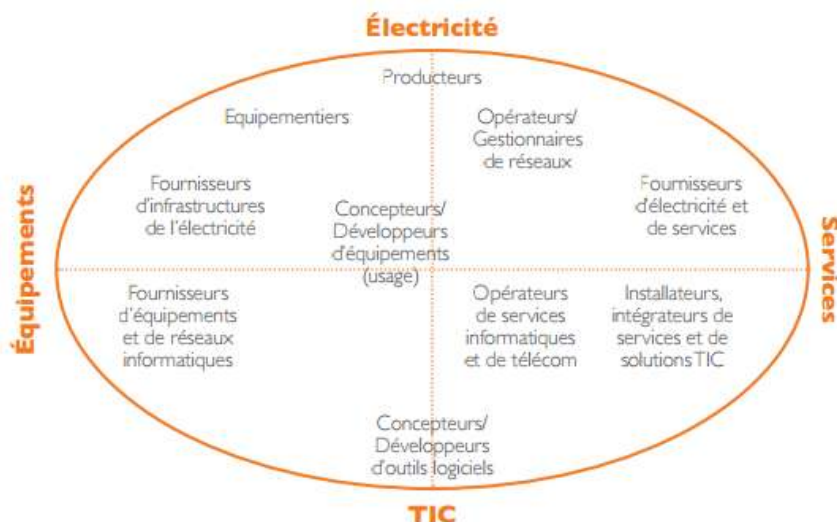 Électricité
Producteurs
Equipementiers
Opérateurs/
Gestionnaires
de réseaux
Fournisseurs
d'infrastructures
de l'électricité
Concepteurs/
Développeurs
d'équipements
(usage)
Fournisseurs
d'électricité et
de services
Équipements
Services
Fournisseurs
d'équipements
et de réseaux
informatiques
Opérateurs
de services
informatiques
et de télécom
Installateurs,
intégrateurs de
services et de
solutions TIC
Concepteurs/
Développeurs
d'outils logiciels
TIC